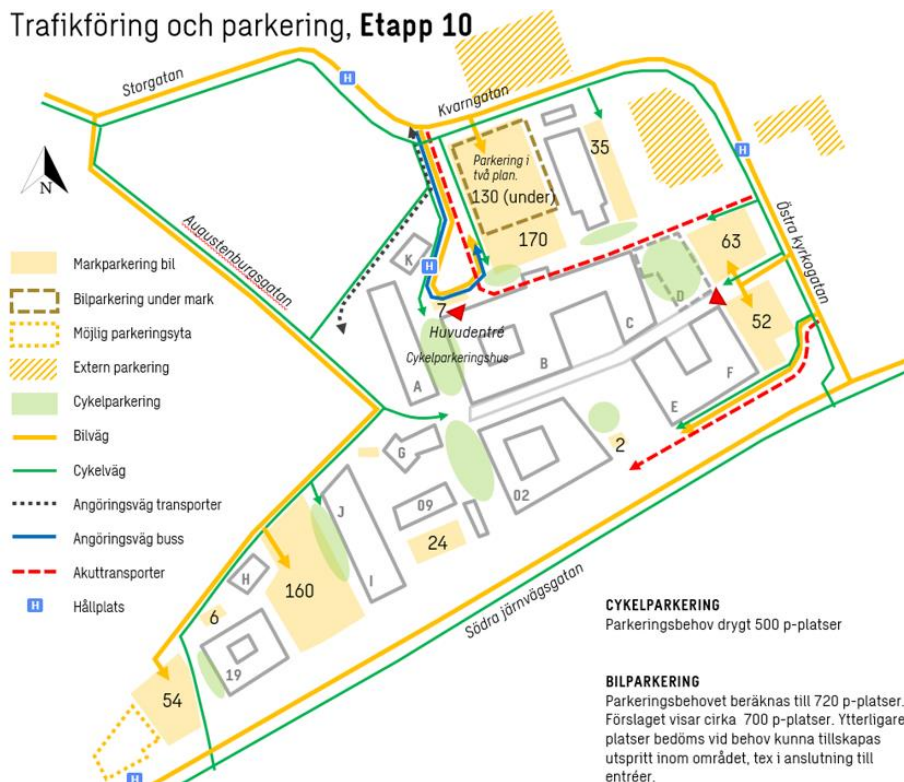 Trafikföring och parkering, Etapp 10
Storgatan
H
Kvarngatan
N
Parkering i
två plan.
130 (under)
35
170
H
Östra kyrkogatan
Augustenborgsgatan
K
H
63
D
7
Huvudentré
Cykelparkeringshus
A
B
C
52
F
E
Markparkering bil
Bilparkering under mark
Möjlig parkeringsyta
Extern parkering
Cykelparkering
Bilväg
Cykelväg
Angöringsväg transporter
Angöringsväg buss
Akuttransporter
H Hållplats
G
2
02
J
09
24
I
H
160
6
19
54
H
Södra järnvägsgatan
CYKELPARKERING
Parkeringsbehov drygt 500 p-platser
BILPARKERING
Parkeringsbehovet beräknas till 720 p-platser.
Förslaget visar cirka 700 p-platser. Ytterligare
platser bedöms vid behov kunna tillskapas
utspritt inom området, tex i anslutning till
entréer.